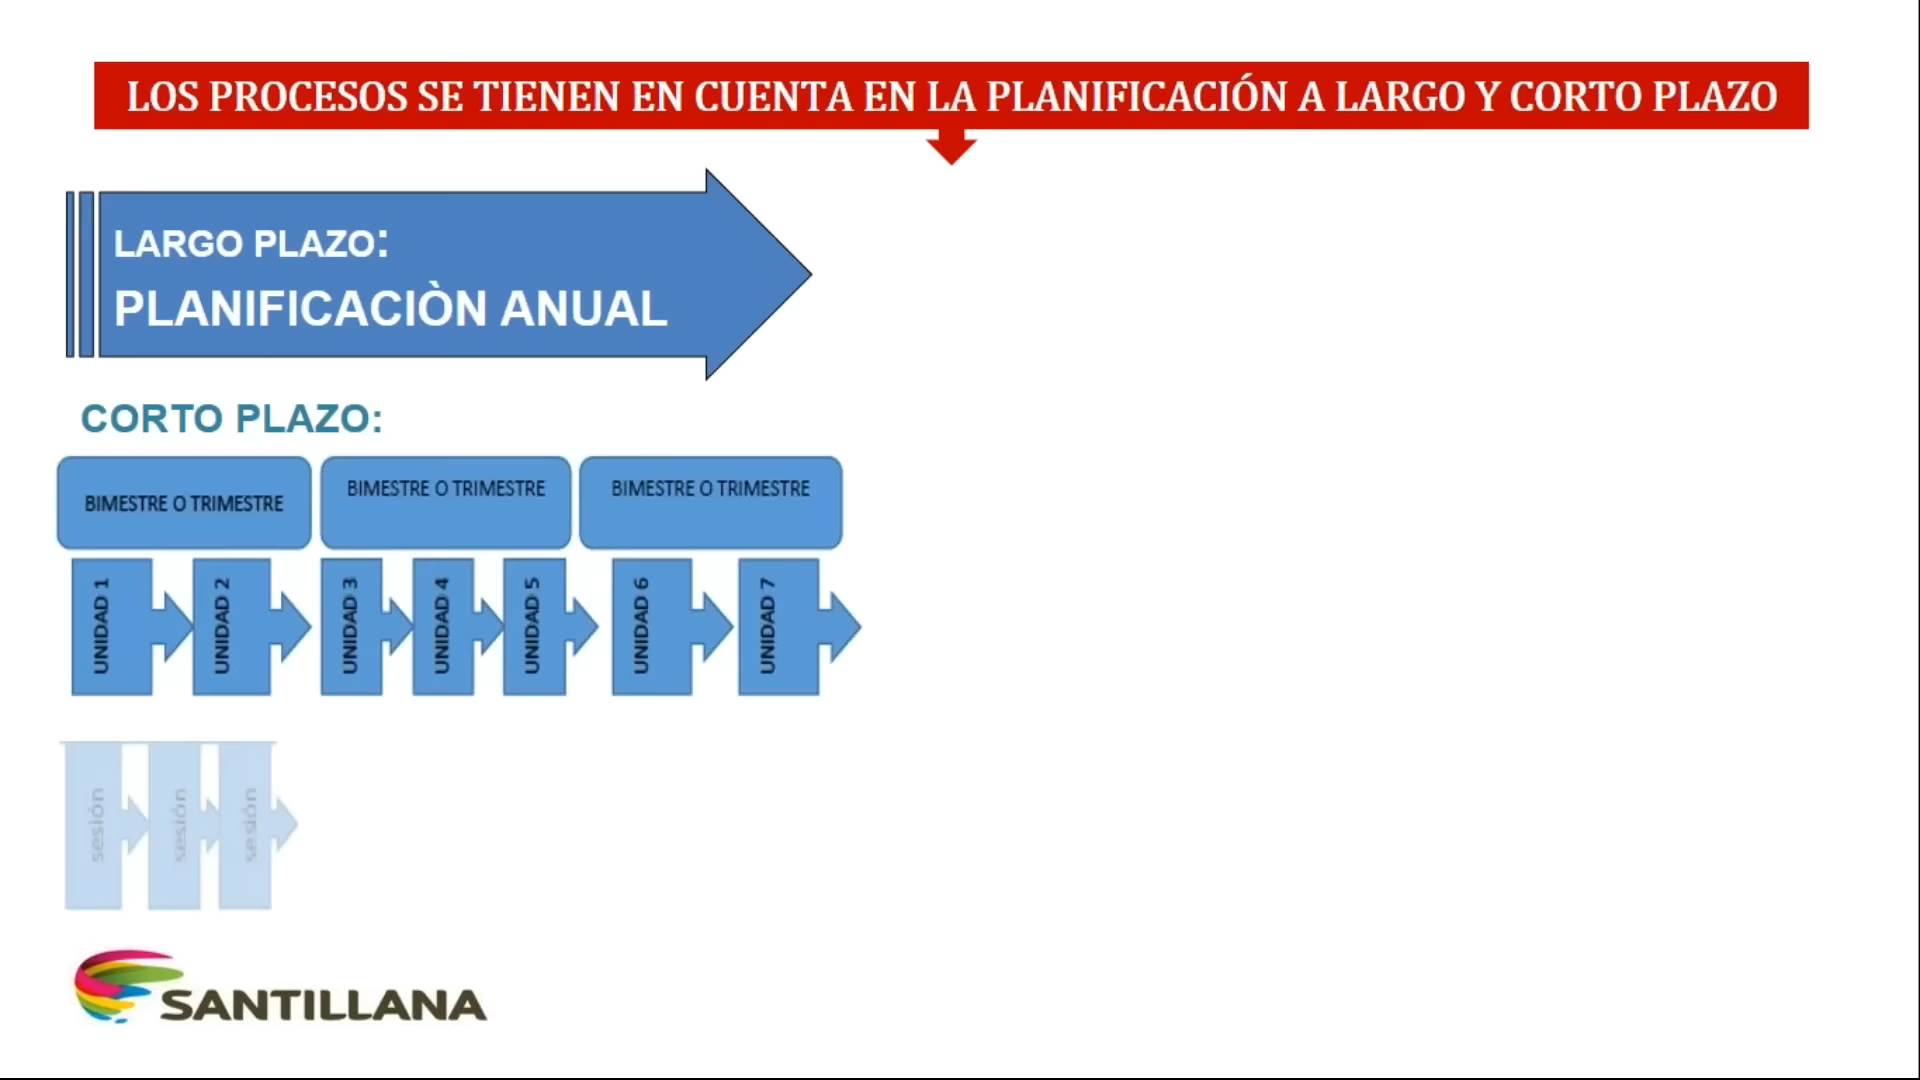 LOS PROCESOS SE TIENEN EN CUENTA EN LA PLANIFICACIÓN A LARGO Y CORTO PLAZO
LARGO PLAZO:
PLANIFICACIÒN ANUAL
CORTO PLAZO:
BIMESTRE O TRIMESTRE
BIMESTRE O TRIMESTRE
BIMESTRE O TRIMESTRE
UNIDAD 1
UNIDAD 2
UNIDAD 3
UNIDAD 4
UNIDAD 5
UNIDAD 6
UNIDAD 7
sesión
sesión
sesión
SANTILLANA